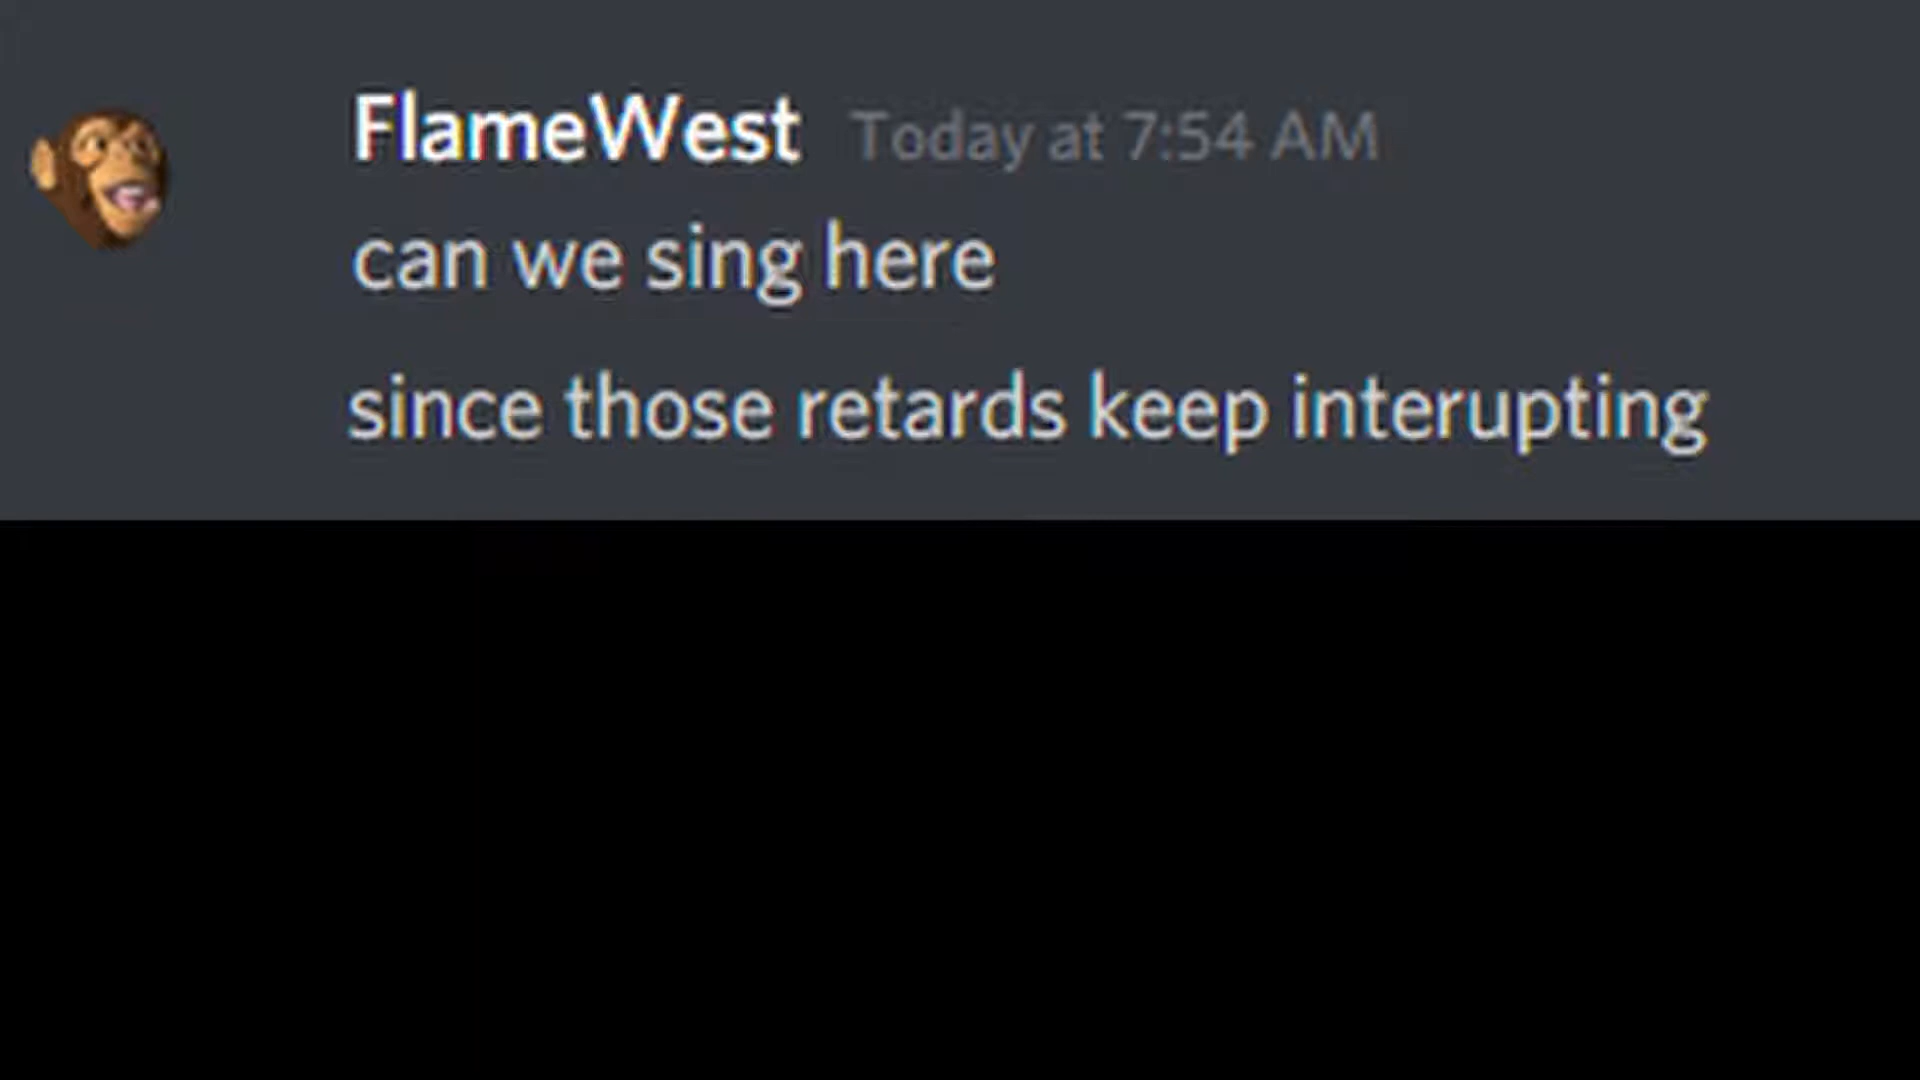 FlameWest Today at 7:54 AM
can we sing here
since those retards keep interupting